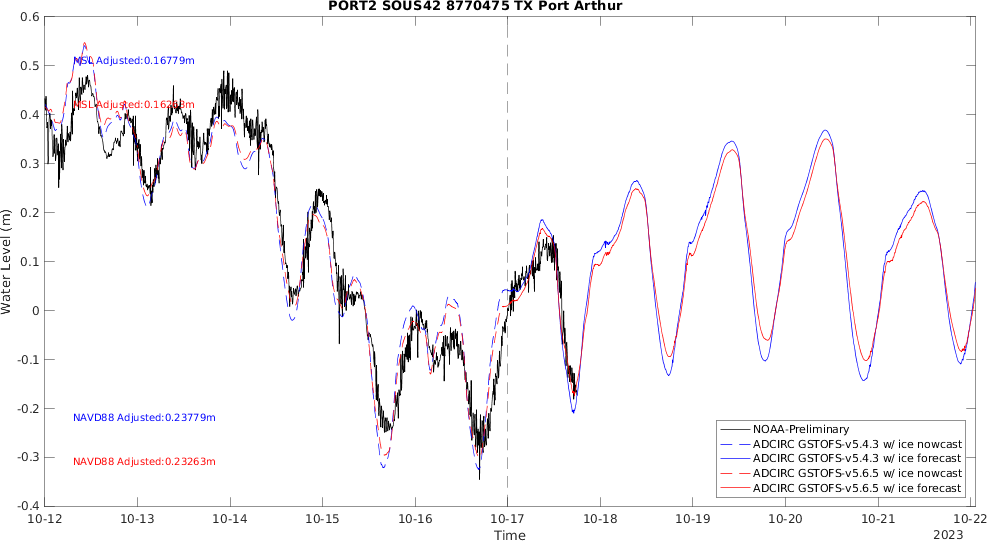 PORT2 SOUS42 8770475 TX Port Arthur
0.6
0.5
0.4
0.3
0.2
0.1
0
-0.1
-0.2
-0.3
-0.4
Water Level (m)
MSL Adjusted:0.16779m
MSL Adjusted:
NAVD88 Adjusted:0.23779m
NAVD88 Adjusted:0.23263m
NOAA-Preliminary
ADCIRC GSTOFS-v5.4.3 w/ ice nowcast
ADCIRC GSTOFS-v5.4.3 w/ ice forecast
ADCIRC GSTOFS-v5.6.5 w/ ice nowcast
ADCIRC GSTOFS-v5.6.5 w/ ice forecast
10-12 10-13 10-14 10-15 10-16 10-17 10-18 10-19 10-20 10-21 10-22
Time
2023